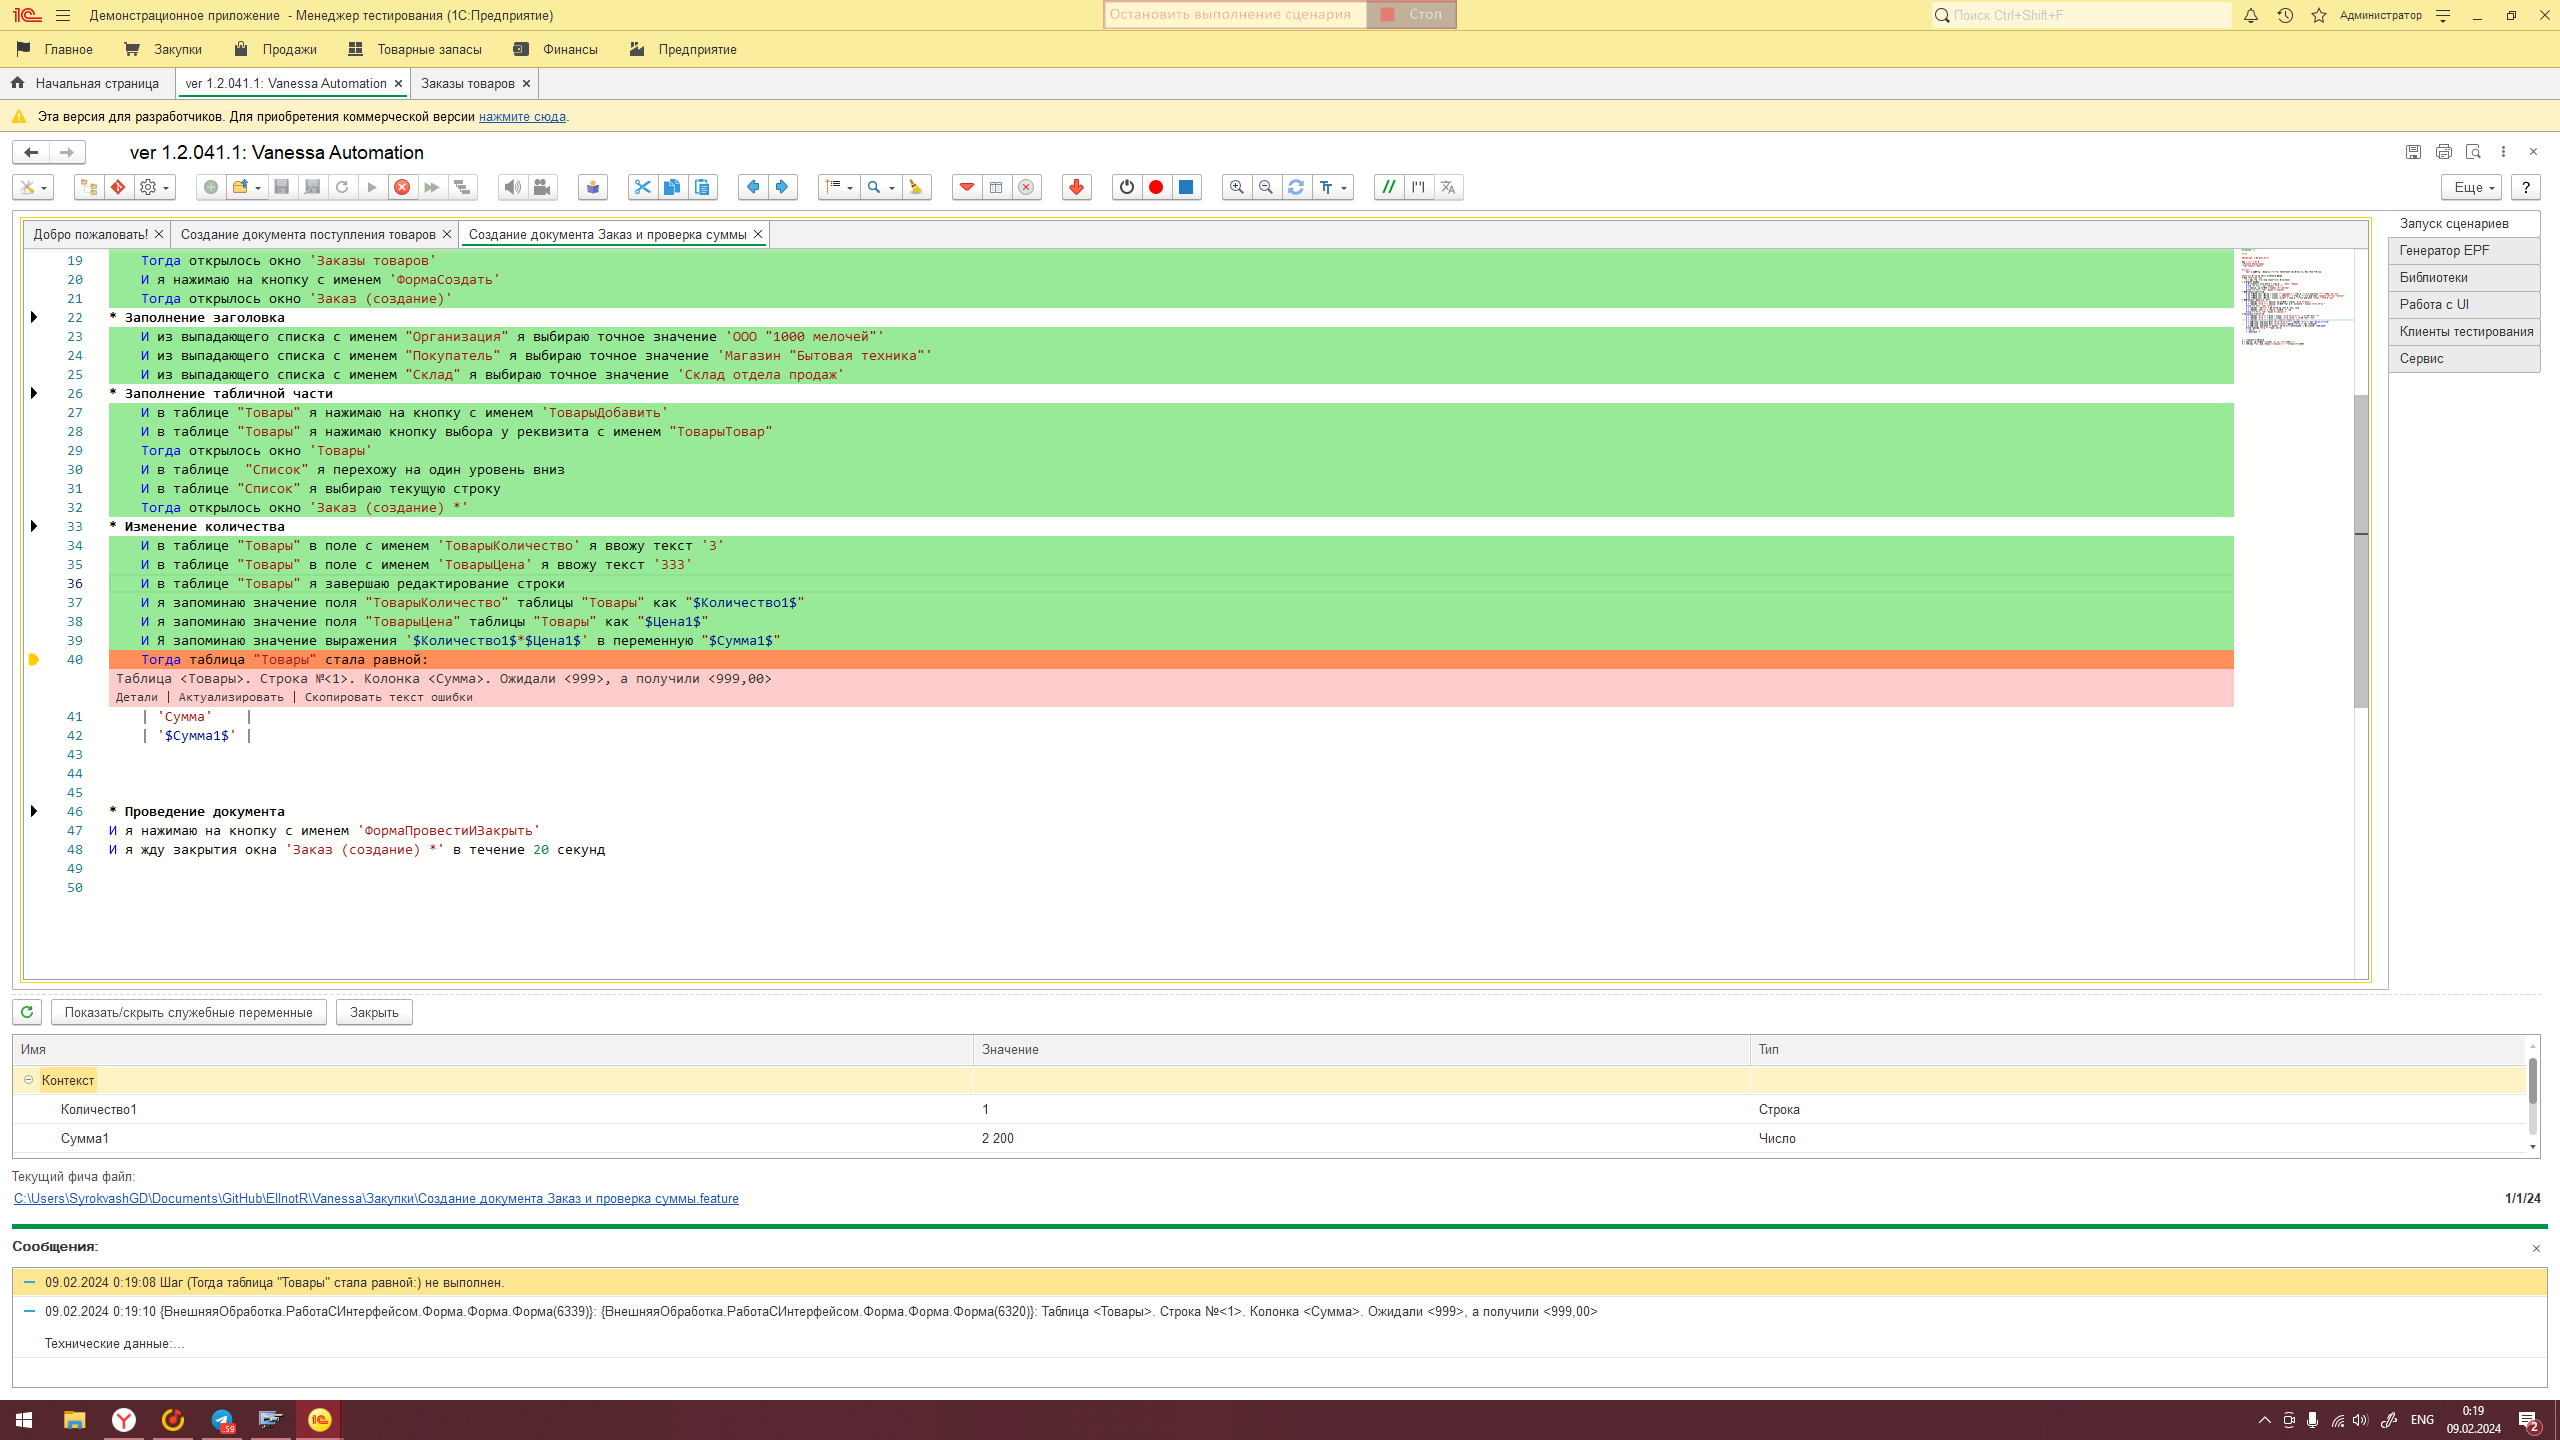 Демонстрационное приложение - Менеджер тестирования (1С:Предприятие)
Остановить выполнение сценария Стоп
Поиск Ctrl+Shift+F
Администратор
Главное Закупки Продажи Товарные запасы Финансы Предприятие
Начальная страница ver 1.2.041.1: Vanessa Automation Заказы товаров
Эта версия для разработчиков. Для приобретения коммерческой версии нажмите сюда.
ver 1.2.041.1: Vanessa Automation
Еще ?
Добро пожаловать! Создание документа поступления товаров Создание документа Заказ и проверка суммы
Запуск сценариев
Генератор EPF
Библиотеки
Работа с UI
Клиенты тестирования
Сервис
19 Тогда открылось окно 'Заказы товаров'
20 И я нажимаю на кнопку с именем 'ФормаСоздать'
21 Тогда открылось окно 'Заказ (создание)'
22 * Заполнение заголовка
23 И из выпадающего списка с именем "Организация" я выбираю точное значение 'ООО "1000 мелочей"'
24 И из выпадающего списка с именем "Покупатель" я выбираю точное значение 'Магазин "Бытовая техника"'
25 И из выпадающего списка с именем "Склад" я выбираю точное значение 'Склад отдела продаж'
26 * Заполнение табличной части
27 И в таблице "Товары" я нажимаю на кнопку с именем 'ТоварыДобавить'
28 И в таблице "Товары" я нажимаю кнопку выбора у реквизита с именем "ТоварыТовар"
29 Тогда открылось окно 'Товары'
30 И в таблице  "Список" я перехожу на один уровень вниз
31 И в таблице "Список" я выбираю текущую строку
32 Тогда открылось окно 'Заказ (создание) *'
33 * Изменение количества
34 И в таблице "Товары" в поле с именем 'ТоварыКоличество' я ввожу текст '3'
35 И в таблице "Товары" в поле с именем 'ТоварыЦена' я ввожу текст '333'
36 И в таблице "Товары" я завершаю редактирование строки
37 И я запоминаю значение поля "ТоварыКоличество" таблицы "Товары" как "$Количество1$"
38 И я запоминаю значение поля "ТоварыЦена" таблицы "Товары" как "$Цена1$"
39 И Я запоминаю значение выражения '$Количество1$*$Цена1$' в переменную "$Сумма1$"
40 Тогда таблица "Товары" стала равной:
Таблица <Товары>. Строка №<1>. Колонка <Сумма>. Ожидали <999>, а получили <999,00>
Детали | Актуализировать | Скопировать текст ошибки
41 | 'Сумма' |
42 | '$Сумма1$' |
43
44
45
46 * Проведение документа
47 И я нажимаю на кнопку с именем 'ФормаПровестиИЗакрыть'
48 И я жду закрытия окна 'Заказ (создание) *' в течение 20 секунд
49
50
Показать/скрыть служебные переменные Закрыть
Имя Значение Тип
Контекст
Количество1 1 Строка
Сумма1 2 200 Число
Текущий фича файл:
C:\Users\SyrokvashGD\Documents\GitHub\EllnotR\Vanessa\Закупки\Создание документа Заказ и проверка суммы.feature
1/1/24
Сообщения:
09.02.2024 0:19:08 Шаг (Тогда таблица "Товары" стала равной:) не выполнен.
09.02.2024 0:19:10 {ВнешняяОбработка.РаботаСИнтерфейсом.Форма.Форма.Форма(6339)}: {ВнешняяОбработка.РаботаСИнтерфейсом.Форма.Форма.Форма(6320)}: Таблица <Товары>. Строка №<1>. Колонка <Сумма>. Ожидали <999>, а получили <999,00>
Технические данные:...
59
ENG
0:19
09.02.2024
2